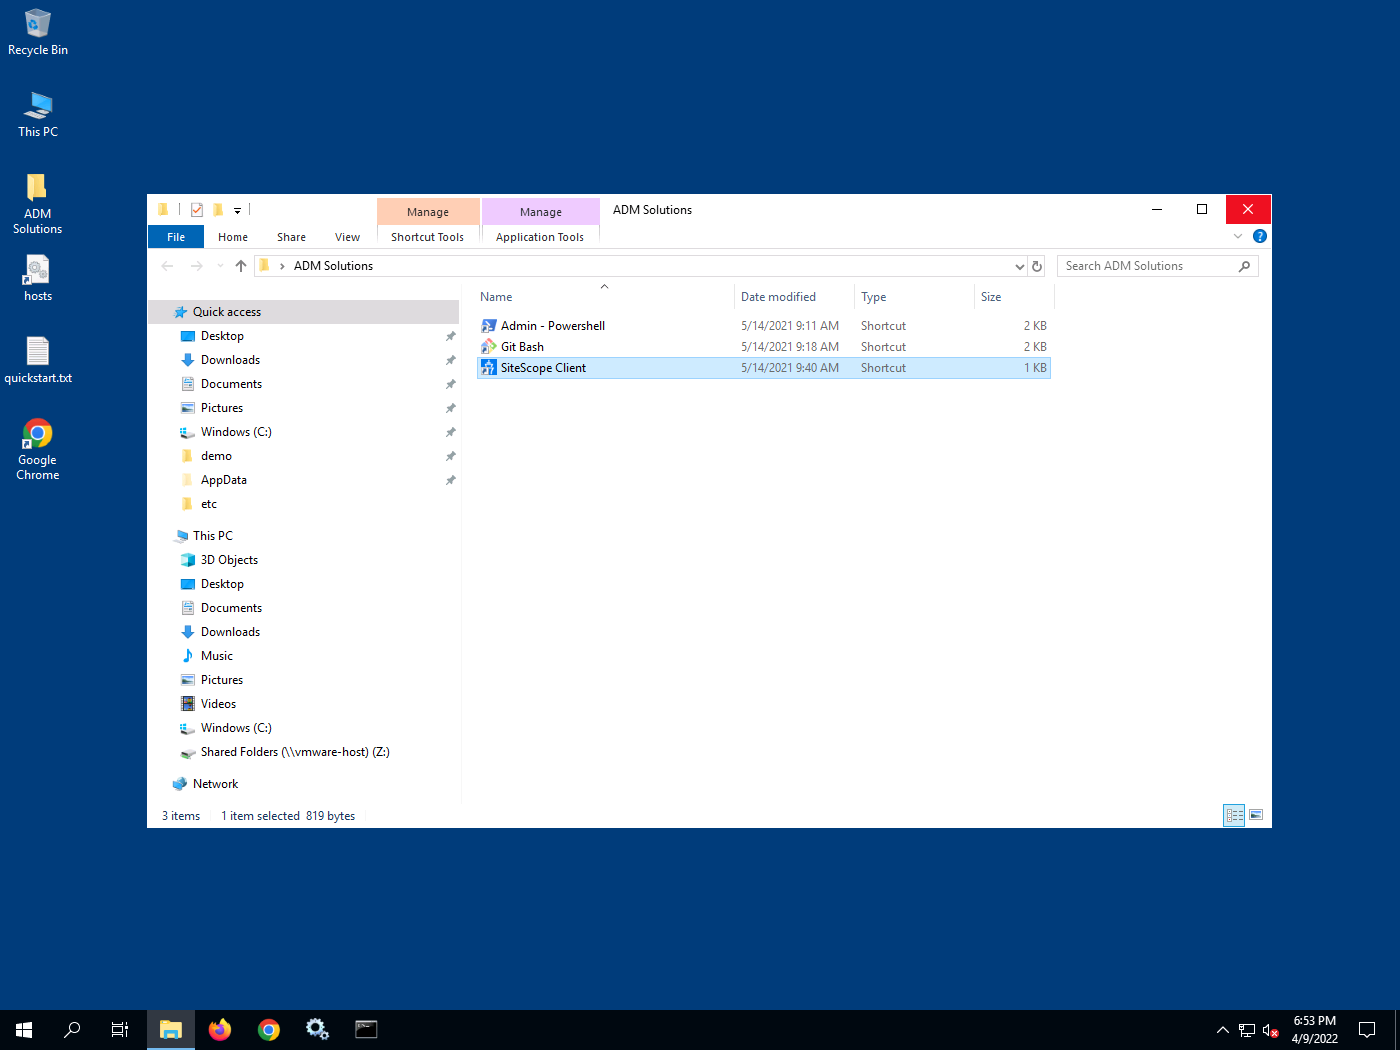 Recycle Bin
This PC
ADM
Solutions
hosts
quickstart.txt
Google
Chrome
Manage
Manage
ADM Solutions
File
Home
Share
View
Shortcut Tools
Application Tools
?
ADM Solutions
Search ADM Solutions
Quick access
Desktop
Downloads
Documents
Pictures
Windows (C:)
demo
AppData
etc
This PC
3D Objects
Desktop
Documents
Downloads
Music
Pictures
Videos
Windows (C:)
Shared Folders (\\vmware-host) (Z:)
Network
Name Date modified Type Size
Admin - Powershell 5/14/2021 9:11 AM Shortcut 2 KB
Git Bash 5/14/2021 9:18 AM Shortcut 2 KB
SiteScope Client 5/14/2021 9:40 AM Shortcut 1 KB
3 items 1 item selected 819 bytes
6:53 PM
4/9/2022